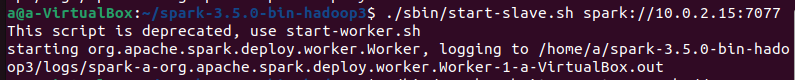 a@a-VirtualBox:~/spark-3.5.0-bin-hadoop3$ ./sbin/start-slave.sh spark://10.0.2.15:7077
This script is deprecated, use start-worker.sh
starting org.apache.spark.deploy.worker.Worker, logging to /home/a/spark-3.5.0-bin-hado
op3/logs/spark-a-org.apache.spark.deploy.worker.Worker-1-a-VirtualBox.out